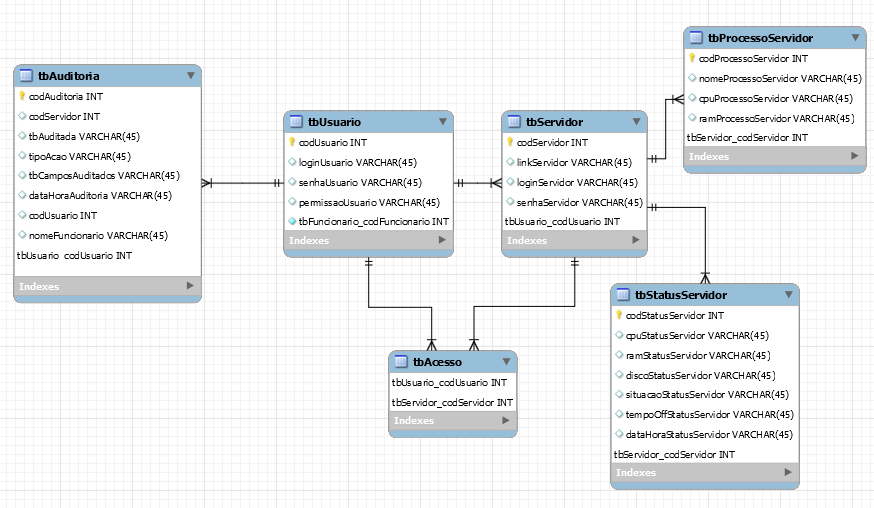 tbAuditoria
codAuditoria INT
codServidor INT
tbAuditada VARCHAR(45)
tipoAcao VARCHAR(45)
tbCamposAuditados VARCHAR(45)
dataHoraAuditoria VARCHAR(45)
codUsuario INT
nomeFuncionario VARCHAR(45)
tbUsuario_codUsuario INT
Indexes
tbUsuario
codUsuario INT
loginUsuario VARCHAR(45)
senhaUsuario VARCHAR(45)
pemissaoUsuario VARCHAR(45)
tbFuncionario_codFuncionario INT
Indexes
tbServidor
codServidor INT
linkServidor VARCHAR(45)
loginServidor VARCHAR(45)
senhaServidor VARCHAR(45)
tbUsuario_codUsuario INT
Indexes
tbProcessoServidor
codProcessoServidor INT
nomeProcessoServidor VARCHAR(45)
cpuProcessoServidor VARCHAR(45)
ramProcessoServidor VARCHAR(45)
tbServidor_codServidor INT
Indexes
tbAcesso
tbUsuario_codUsuario INT
tbServidor_codServidor INT
Indexes
tbStatusServidor
codStatusServidor INT
cpuStatusServidor VARCHAR(45)
ramStatusServidor VARCHAR(45)
discoStatusServidor VARCHAR(45)
situacaoStatusServidor VARCHAR(45)
tempoOffStatusServidor VARCHAR(45)
dataHoraStatusServidor VARCHAR(45)
tbServidor_codServidor INT
Indexes